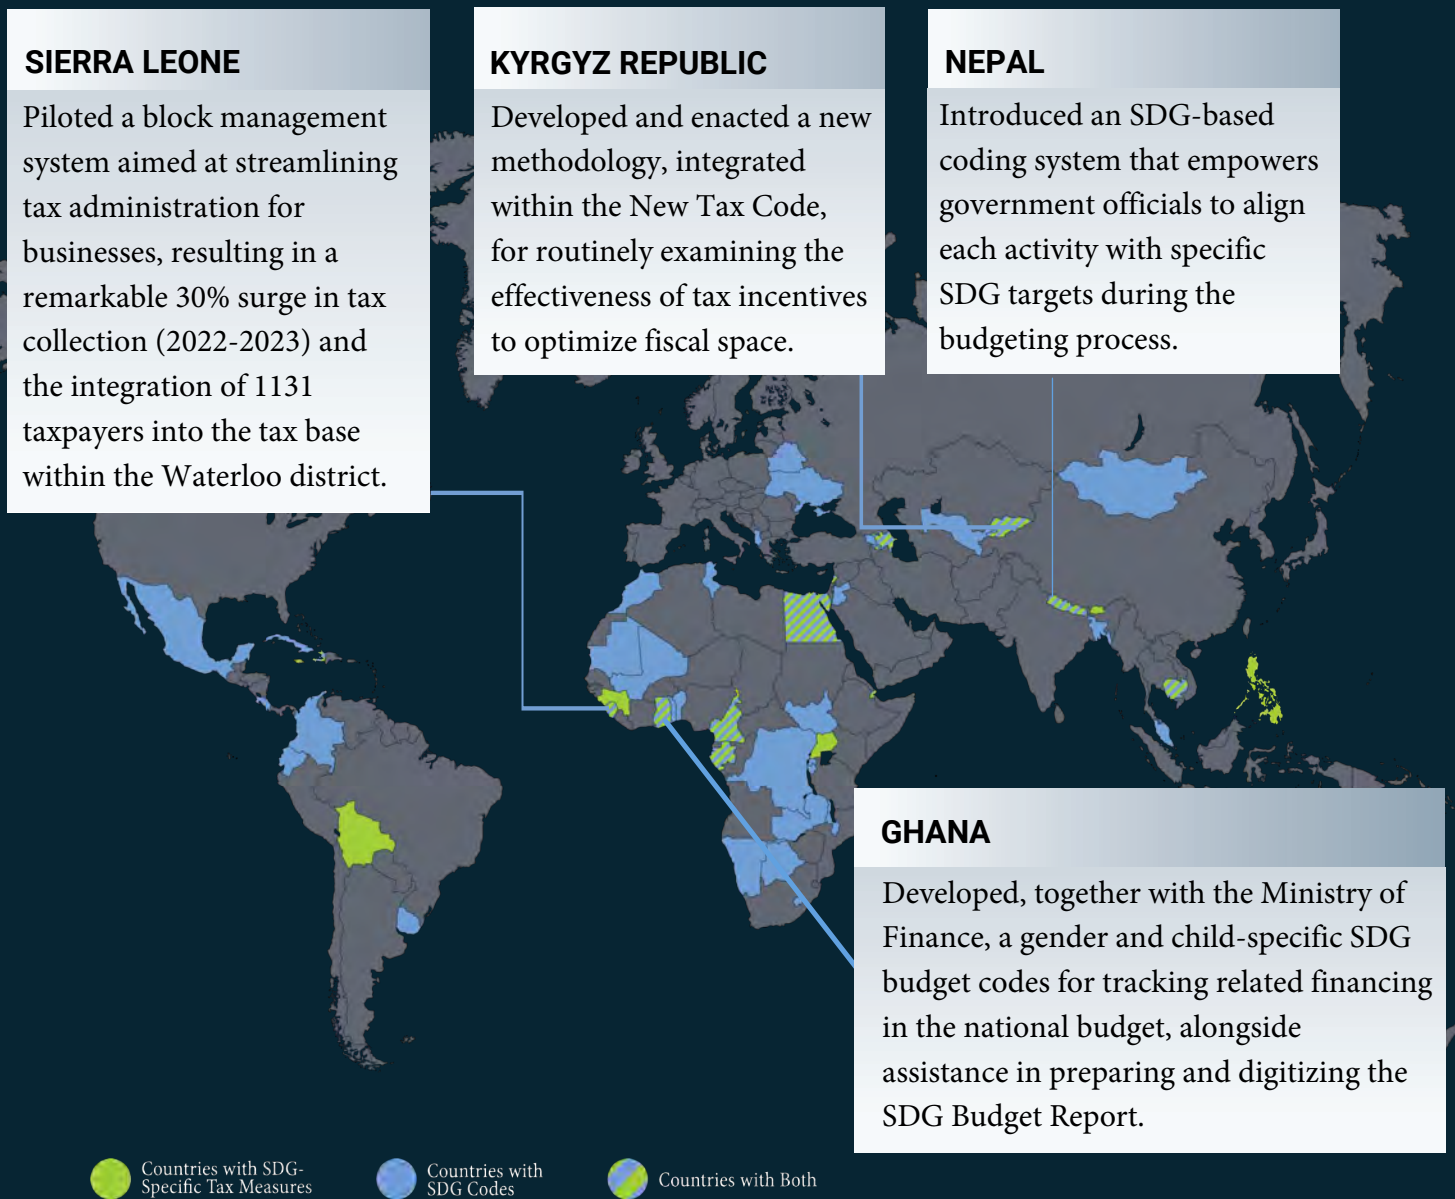 SIERRA LEONE
Piloted a block management
system aimed at streamlining
tax administration for
businesses, resulting in a
remarkable 30% surge in tax
collection (2022-2023) and
the integration of 1131
taxpayers into the tax base
within the Waterloo district.
KYRGYZ REPUBLIC
Developed and enacted a new
methodology, integrated
within the New Tax Code,
for routinely examining the
effectiveness of tax incentives
to optimize fiscal space.
NEPAL
Introduced an SDG-based
coding system that empowers
government officials to align
each activity with specific
SDG targets during the
budgeting process.
GHANA
Developed, together with the Ministry of
Finance, a gender and child-specific SDG
budget codes for tracking related financing
in the national budget, alongside
assistance in preparing and digitizing the
SDG Budget Report.
Countries with SDG-
Specific Tax Measures
Countries with
SDG Codes
Countries with Both